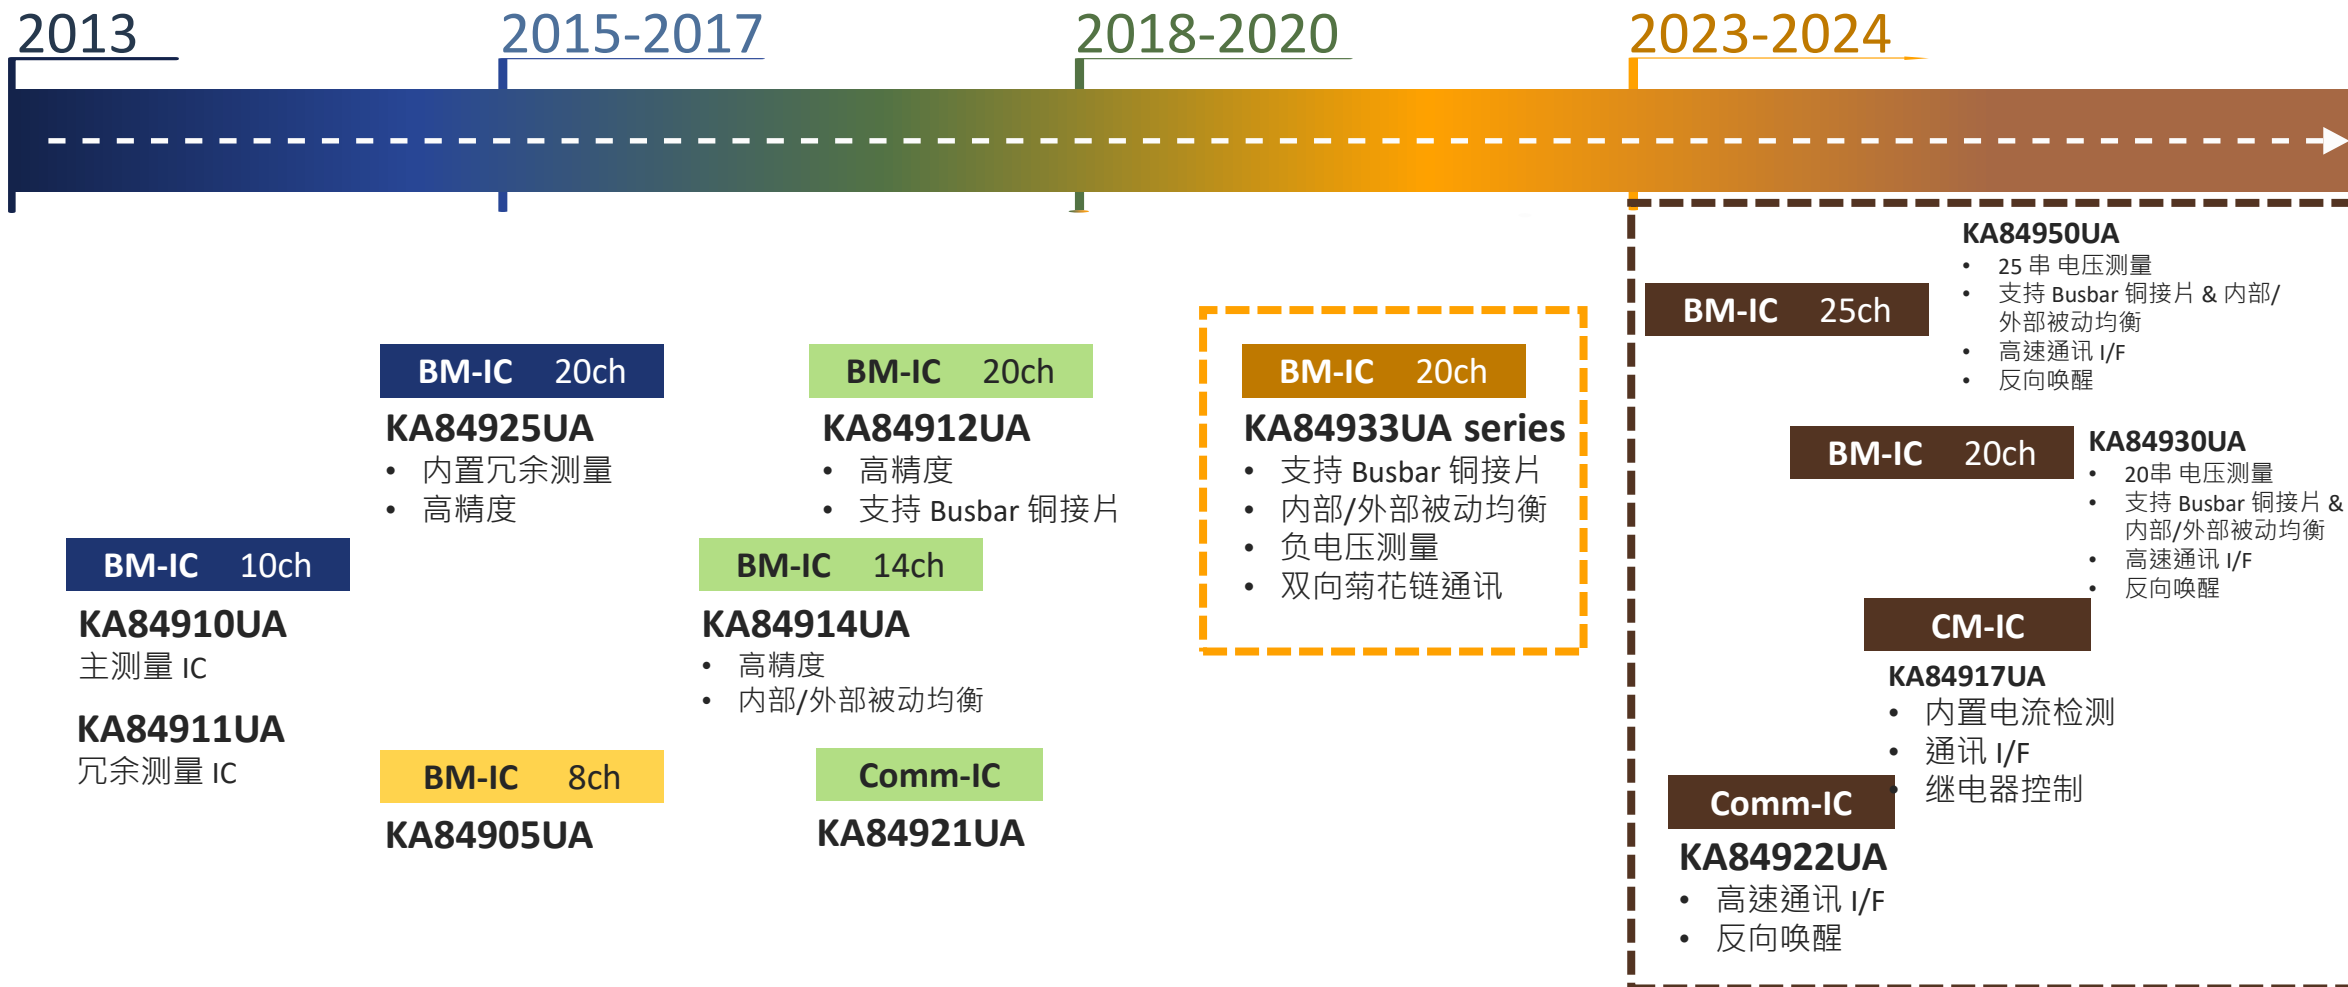 2013
2015-2017
2018-2020
2023-2024
BM-IC 10ch
KA84910UA
主测量 IC
KA84911UA
冗余测量 IC
BM-IC 20ch
KA84925UA
• 内置冗余测量
• 高精度
BM-IC 8ch
KA84905UA
BM-IC 20ch
KA84912UA
• 高精度
• 支持 Busbar 铜接片
BM-IC 14ch
KA84914UA
• 高精度
• 内部/外部被动均衡
Comm-IC
KA84921UA
BM-IC 20ch
KA84933UA series
• 支持 Busbar 铜接片
• 内部/外部被动均衡
• 负电压测量
• 双向菊花链通讯
BM-IC 25ch
KA84950UA
• 25 串 电压测量
• 支持 Busbar 铜接片 & 内部/
外部被动均衡
• 高速通讯 I/F
• 反向唤醒
BM-IC 20ch
KA84930UA
• 20串 电压测量
• 支持 Busbar 铜接片 &
内部/外部被动均衡
• 高速通讯 I/F
• 反向唤醒
CM-IC
KA84917UA
• 内置电流检测
• 通讯 I/F
• 继电器控制
Comm-IC
KA84922UA
• 高速通讯 I/F
• 反向唤醒